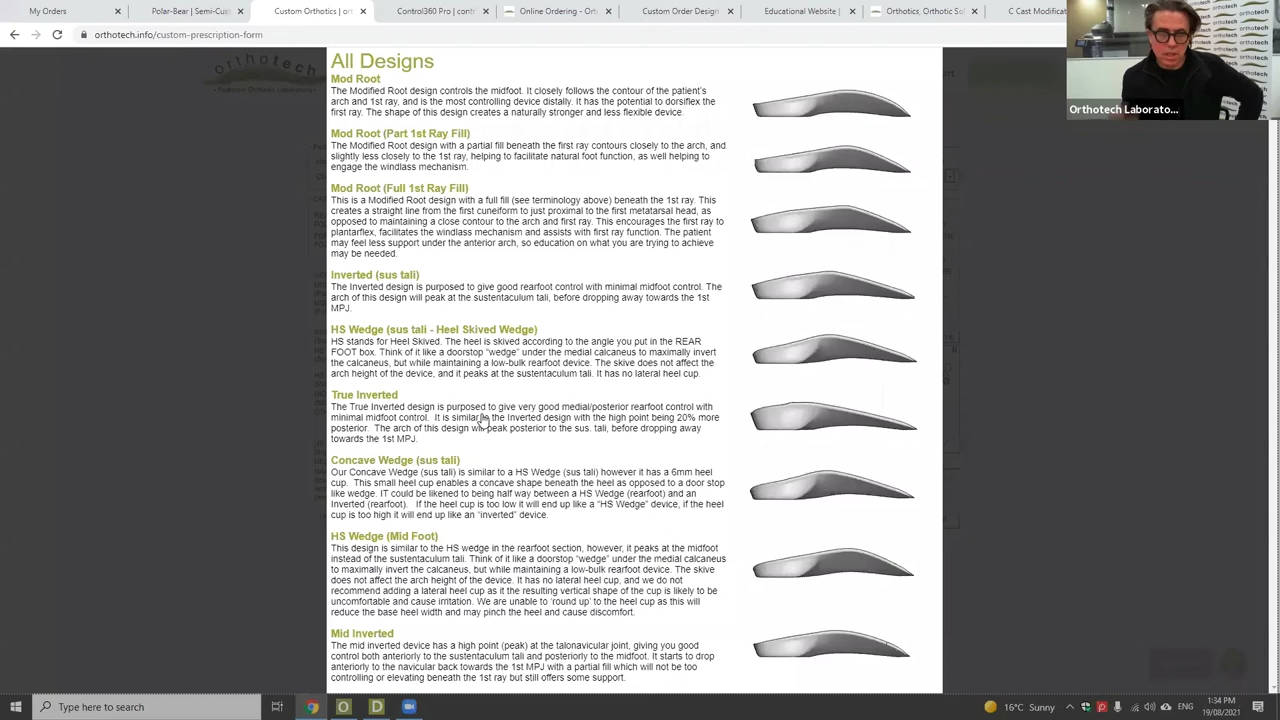 My Orders
Polar-Bear | Semi-Cust
Custom Orthotics | orthot
Control360 Pro | contro
Online Ordering - Ortho
Custom Order Design
Educational Website |
Orthotics, Orthotic Sol
C Cast Modificat
orthotech.info/custom-prescription-form
orthotech
Orthotech Laborato...
All Designs
Mod Root
The Modified Root design controls the midfoot. It closely follows the contour of the patient's
arch and 1st ray, and is the most controlling device distally. It has the potential to dorsiflex the
first ray. The shape of this design creates a naturally stronger and less flexible device.
Mod Root (Part 1st Ray Fill)
The Modified Root design with a partial fill beneath the first ray contours closely to the arch, and
slightly less closely to the 1st ray, helping to facilitate natural foot function, as well helping to
engage the windlass mechanism.
Mod Root (Full 1st Ray Fill)
This is a Modified Root design with a full fill (see terminology above) beneath the 1st ray. This
creates a straight line from the first cuneiform to just proximal to the first metatarsal head, as
opposed to maintaining a close contour to the arch and first ray. This encourages the first ray to
plantarflex, facilitates the windlass mechanism and assists with first ray function. The patient
may feel less support under the anterior arch, so education on what you are trying to achieve
may be needed.
Inverted (sus tali)
The Inverted design is purposed to give good rearfoot control with minimal midfoot control. The
arch of this design will peak at the sustentaculum tali, before dropping away towards the 1st
MPJ.
HS Wedge (sus tali - Heel Skived Wedge)
HS stands for Heel Skived. The heel is skived according to the angle you put in the REAR
FOOT box. Think of it like a doorstop "wedge" under the medial calcaneus to maximally invert
the calcaneus, but while maintaining a low-bulk rearfoot device. The skive does not affect the
arch height of the device, and it peaks at the sustentaculum tali. It has no lateral heel cup.
True Inverted
The True Inverted design is purposed to give very good medial/posterior rearfoot control with
minimal midfoot control. It is similar to the Inverted design with the high point being 20% more
posterior. The arch of this design will peak posterior to the sus. tali, before dropping away
towards the 1st MPJ.
Concave Wedge (sus tali)
Our Concave Wedge (sus tali) is similar to a HS Wedge (sus tali) however it has a 6mm heel
cup. This small heel cup enables a concave shape beneath the heel as opposed to a door stop
like wedge. IT could be likened to being half way between a HS Wedge (rearfoot) and an
Inverted (rearfoot). If the heel cup is too low it will end up like a "HS Wedge" device, if the heel
cup is too high it will end up like an "inverted" device.
HS Wedge (Mid Foot)
This design is similar to the HS wedge in the rearfoot section, however, it peaks at the midfoot
instead of the sustentaculum tali. Think of it like a doorstop "wedge" under the medial calcaneus
to maximally invert the calcaneus, but while maintaining a low-bulk rearfoot device. The skive
does not affect the arch height of the device. It has no lateral heel cup, and we do not
recommend adding a lateral heel cup as it the resulting vertical shape of the cup is likely to be
uncomfortable and cause irritation. We are unable to 'round up' to the heel cup as this will
reduce the base heel width and may pinch the heel and cause discomfort.
Mid Inverted
The mid inverted device has a high point (peak) at the talonavicular joint, giving you good
control both anteriorly to the sustentaculum tali and posteriorly to the midfoot. It starts to drop
anteriorly to the navicular back towards the 1st MPJ with a partial fill which will not be too
controlling or elevating beneath the 1st ray but still offers some support.
Type here to search
16°C Sunny
ENG
1:34 PM
19/08/2021